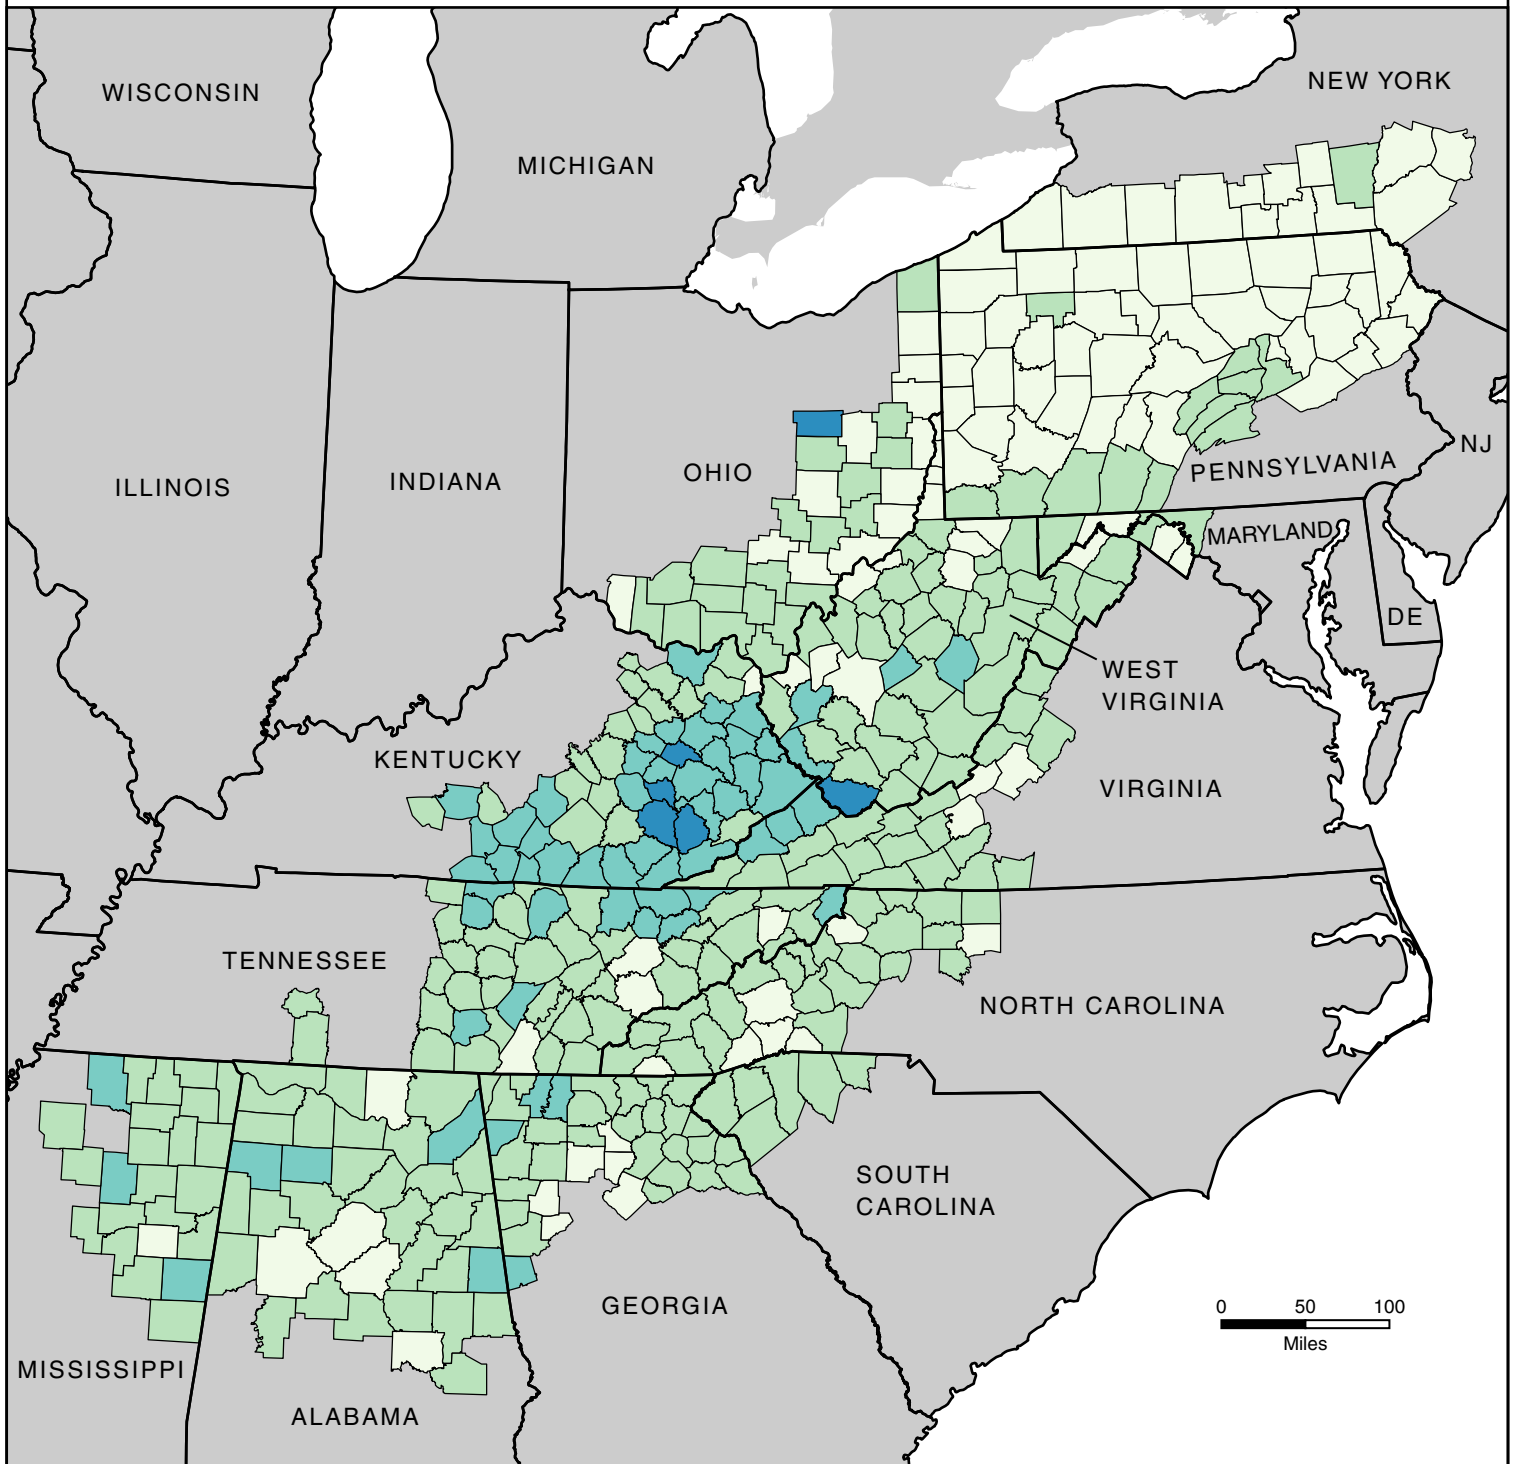 WISCONSIN
NEW YORK
MICHIGAN
ILLINOIS
INDIANA
OHIO
PENNSYLVANIA
NJ
MARYLAND
DE
WEST
VIRGINIA
KENTUCKY
VIRGINIA
TENNESSEE
NORTH CAROLINA
SOUTH
CAROLINA
GEORGIA
MISSISSIPPI
ALABAMA
0 50 100
Miles